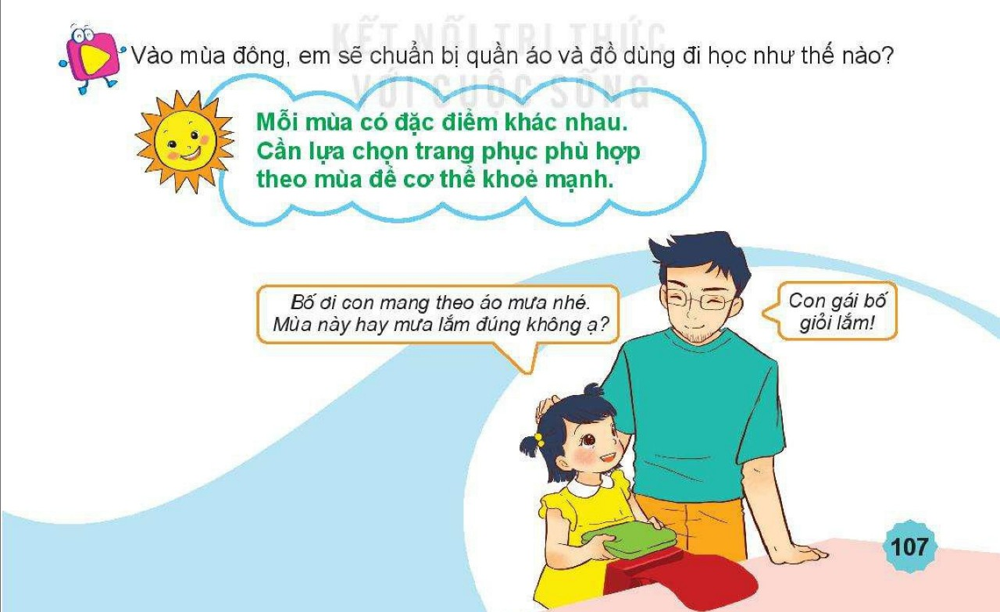 KẾT NỐI TRI THỨC
VỚI CUỘC SỐNG
Vào mùa đông, em sẽ chuẩn bị quần áo và đồ dùng đi học như thế nào?
Mỗi mùa có đặc điểm khác nhau.
Cần lựa chọn trang phục phù hợp
theo mùa để cơ thể khoẻ mạnh.
Bố ơi con mang theo áo mưa nhé.
Mùa này hay mưa lắm đúng không ạ?
Con gái bố
giỏi lắm!
107